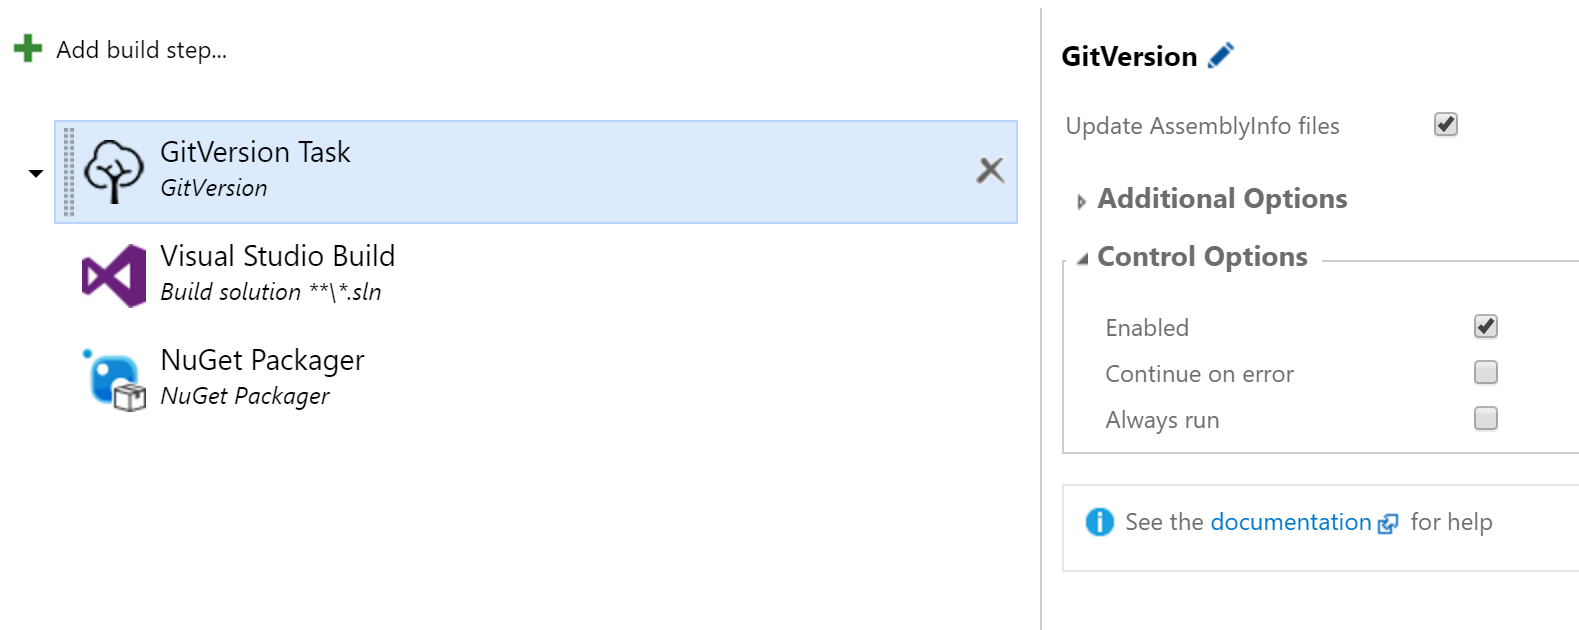 Add build step...
GitVersion Task
GitVersion
Visual Studio Build
Build solution **\*.sln
NuGet Packager
NuGet Packager
GitVersion
Update AssemblyInfo files
Additional Options
Control Options
Enabled
Continue on error
Always run
See the documentation for help